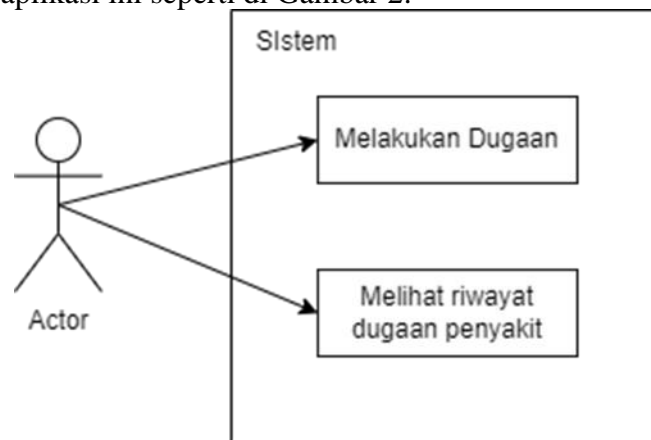 aplikasi ini seperti di Gambar 2.
SIstem
Melakukan Dugaan
Melihat riwayat
dugaan penyakit
Actor